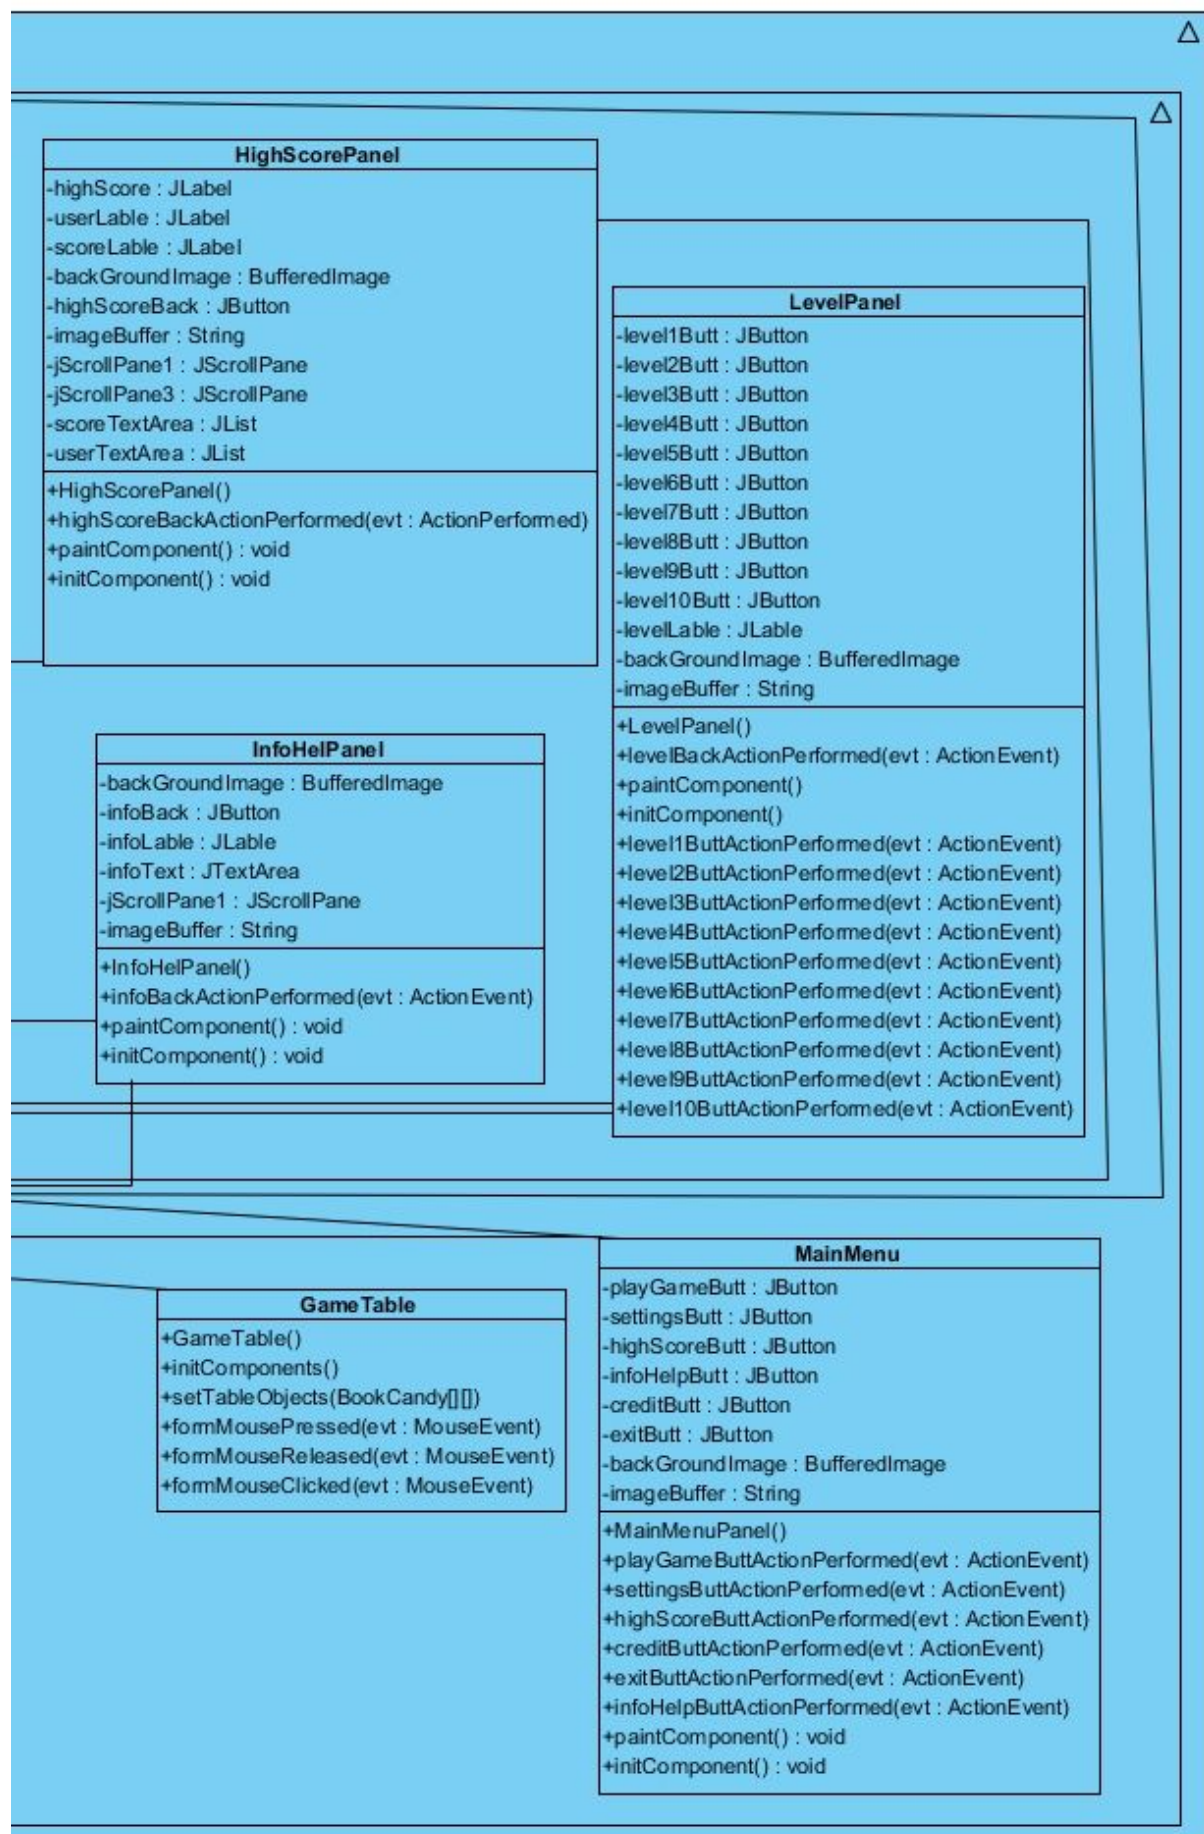 HighScorePanel
-highScore : JLabel
-userLable : JLabel
-scoreLable : JLabel
-backGroundImage : BufferedImage
-highScoreBack : JButton
-imageBuffer : String
-jScrollPane1 : JScrollPane
-jScrollPane3 : JScrollPane
-scoreTextArea : JList
-userTextArea : JList
+HighScorePanel()
+highScoreBackActionPerformed(evt : ActionPerformed)
+paintComponent() : void
+initComponent() : void
LevelPanel
-level1Butt : JButton
-level2Butt : JButton
-level3Butt : JButton
-level4Butt : JButton
-level5Butt : JButton
-level6Butt : JButton
-level7Butt : JButton
-level8Butt : JButton
-level9Butt : JButton
-level10Butt : JButton
-levelLable : JLable
-backGroundImage : BufferedImage
-imageBuffer : String
+LevelPanel()
+levelBackActionPerformed(evt : ActionEvent)
+paintComponent()
+initComponent()
+level1ButtActionPerformed(evt : ActionEvent)
+level2ButtActionPerformed(evt : ActionEvent)
+level3ButtActionPerformed(evt : ActionEvent)
+level4ButtActionPerformed(evt : ActionEvent)
+level5ButtActionPerformed(evt : ActionEvent)
+level6ButtActionPerformed(evt : ActionEvent)
+level7ButtActionPerformed(evt : ActionEvent)
+level8ButtActionPerformed(evt : ActionEvent)
+level9ButtActionPerformed(evt : ActionEvent)
+level10ButtActionPerformed(evt : ActionEvent)
InfoHelPanel
-backGroundImage : BufferedImage
-infoBack : JButton
-infoLable : JLable
-infoText : JTextArea
-jScrollPane1 : JScrollPane
-imageBuffer : String
+InfoHelPanel()
+infoBackActionPerformed(evt : ActionEvent)
+paintComponent() : void
+initComponent() : void
GameTable
+GameTable()
+initComponents()
+setTableObjects(BookCandy[][])
+formMousePressed(evt : MouseEvent)
+formMouseReleased(evt : MouseEvent)
+formMouseClicked(evt : MouseEvent)
MainMenu
-playGameButt : JButton
-settingsButt : JButton
-highScoreButt : JButton
-infoHelpButt : JButton
-creditButt : JButton
-exitButt : JButton
-backGroundImage : BufferedImage
-imageBuffer : String
+MainMenuPanel()
+playGameButtActionPerformed(evt : ActionEvent)
+settingsButtActionPerformed(evt : ActionEvent)
+highScoreButtActionPerformed(evt : ActionEvent)
+creditButtActionPerformed(evt : ActionEvent)
+exitButtActionPerformed(evt : ActionEvent)
+infoHelpButtActionPerformed(evt : ActionEvent)
+paintComponent() : void
+initComponent() : void